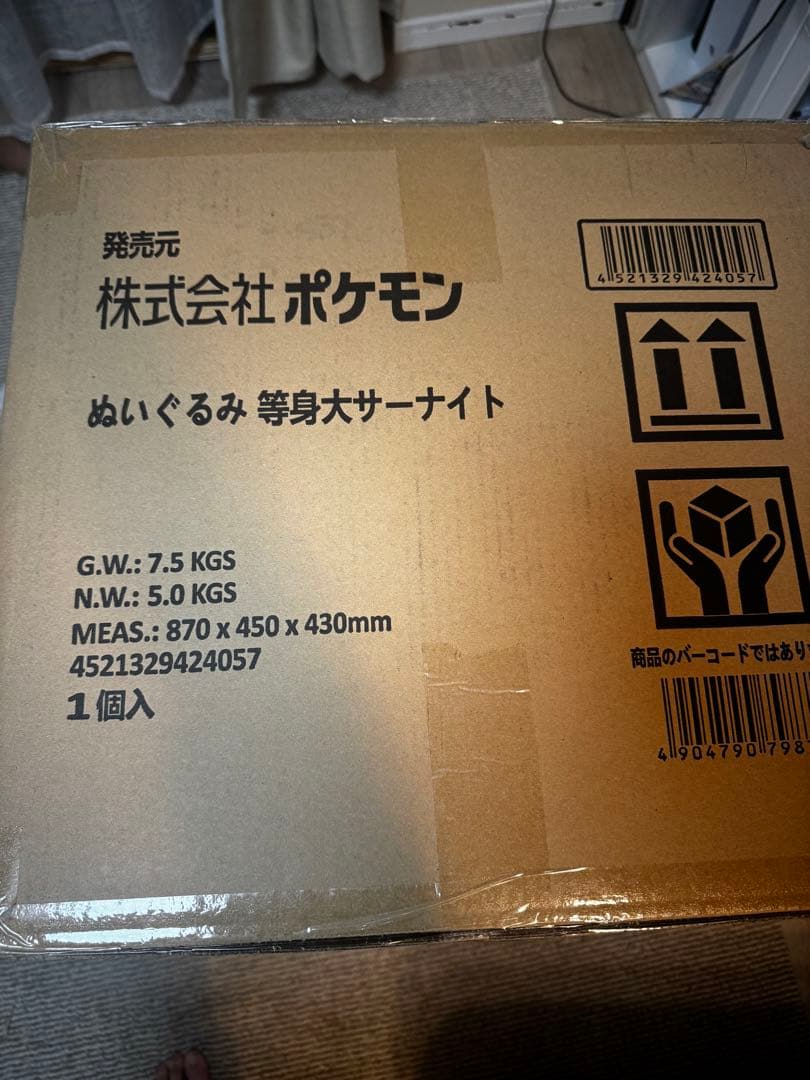 発売元
株式会社ポケモン
4521329424057
ぬいぐるみ 等身大サーナイト
G.W.: 7.5 KGS
N.W.: 5.0 KGS
MEAS.: 870 x 450 x 430mm
4521329424057
1個入
商品のバーコードではあり
4904790798